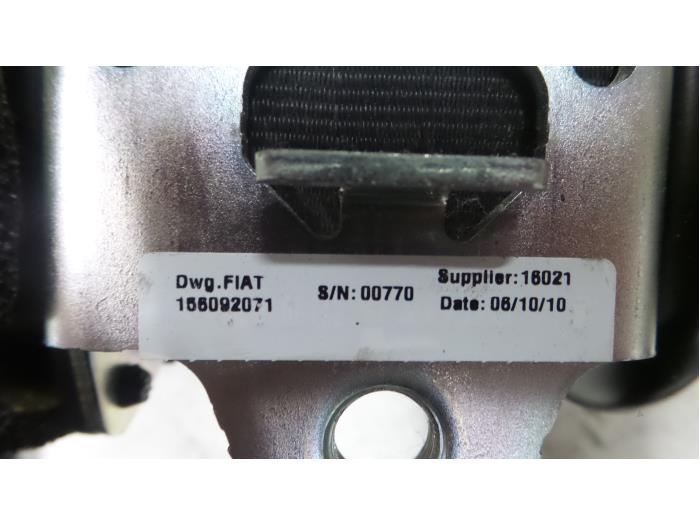 Dwg.FIAT
156092071
S/N: 00770
Supplier: 16021
Date: 06/10/10